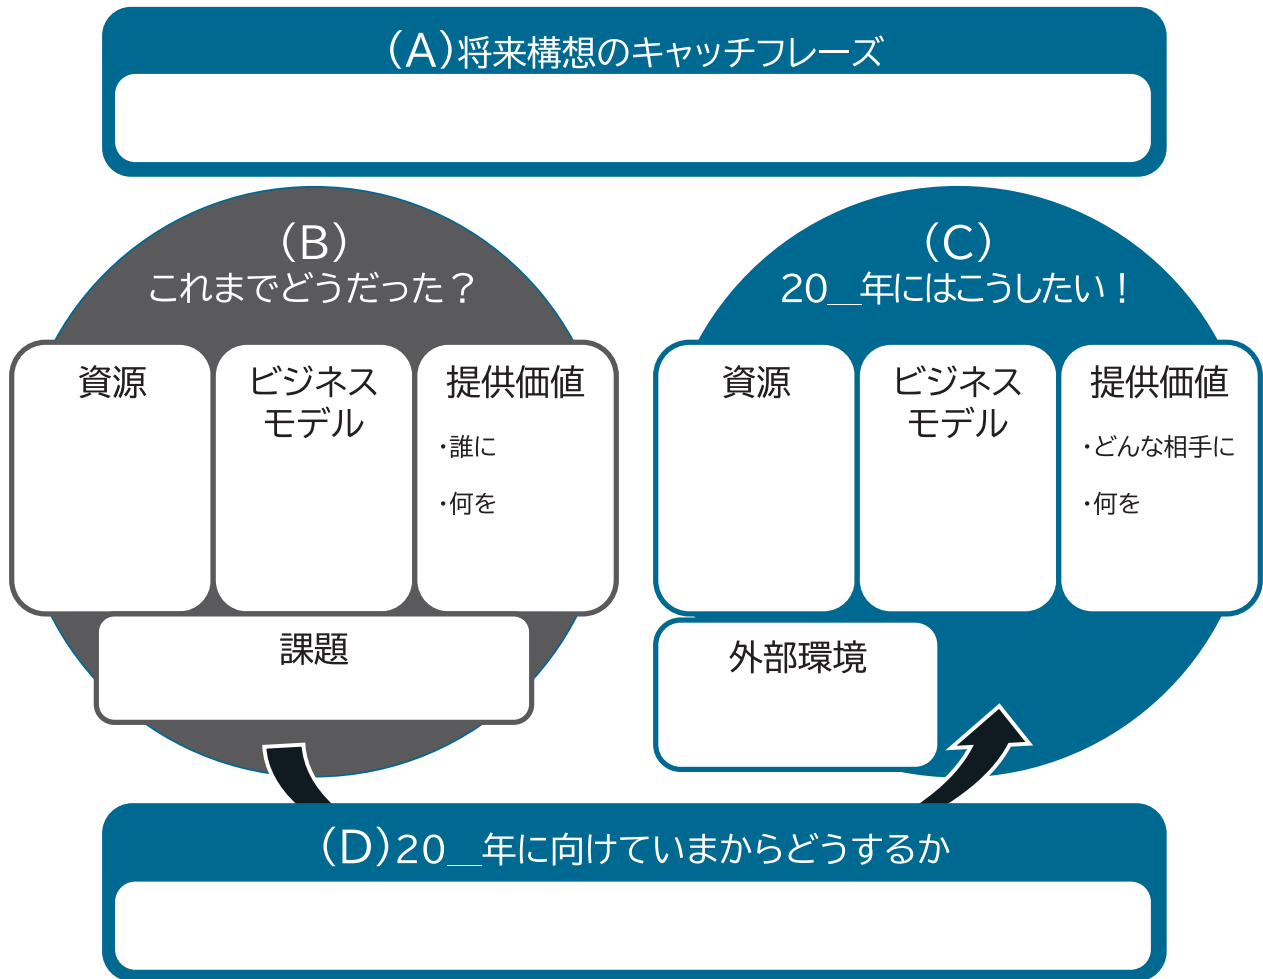 (A)将来構想のキャッチフレーズ
(B)
これまでどうだった？
資源
ビジネス
モデル
提供価値
・誰に
・何を
課題
(C)
20__年にはこうしたい！
資源
ビジネス
モデル
提供価値
・どんな相手に
・何を
外部環境
(D)20__年に向けていまからどうするか